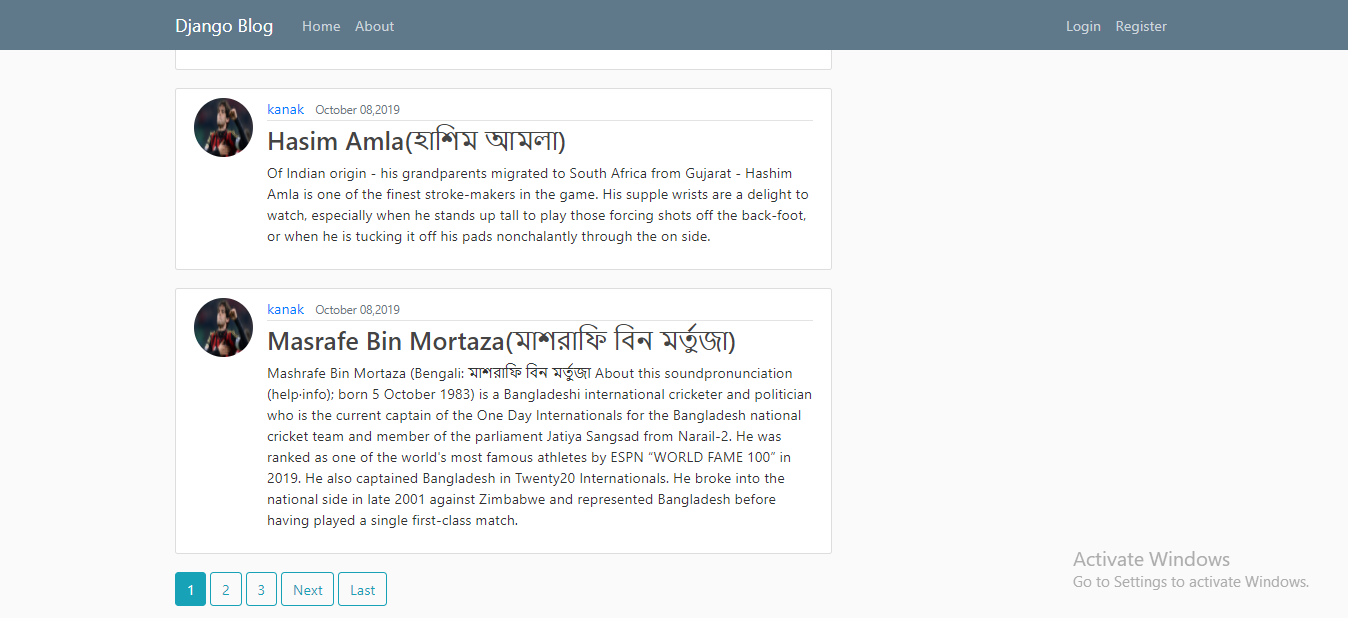 Django Blog Home About Login Register
kanak October 08,2019
Hasim Amla(হাশিম আমলা)
Of Indian origin - his grandparents migrated to South Africa from Gujarat - Hashim
Amla is one of the finest stroke-makers in the game. His supple wrists are a delight to
watch, especially when he stands up tall to play those forcing shots off the back-foot,
or when he is tucking it off his pads nonchalantly through the on side.
kanak October 08,2019
Masrafe Bin Mortaza(মাশরাফি বিন মর্তুজা)
Mashrafe Bin Mortaza (Bengali: মাশরাফি বিন মর্তুজা About this soundpronunciation
(help·info); born 5 October 1983) is a Bangladeshi international cricketer and politician
who is the current captain of the One Day Internationals for the Bangladesh national
cricket team and member of the parliament Jatiya Sangsad from Narail-2. He was
ranked as one of the world's most famous athletes by ESPN “WORLD FAME 100” in
2019. He also captained Bangladesh in Twenty20 Internationals. He broke into the
national side in late 2001 against Zimbabwe and represented Bangladesh before
having played a single first-class match.
Activate Windows
Go to Settings to activate Windows.
1 2 3 Next Last